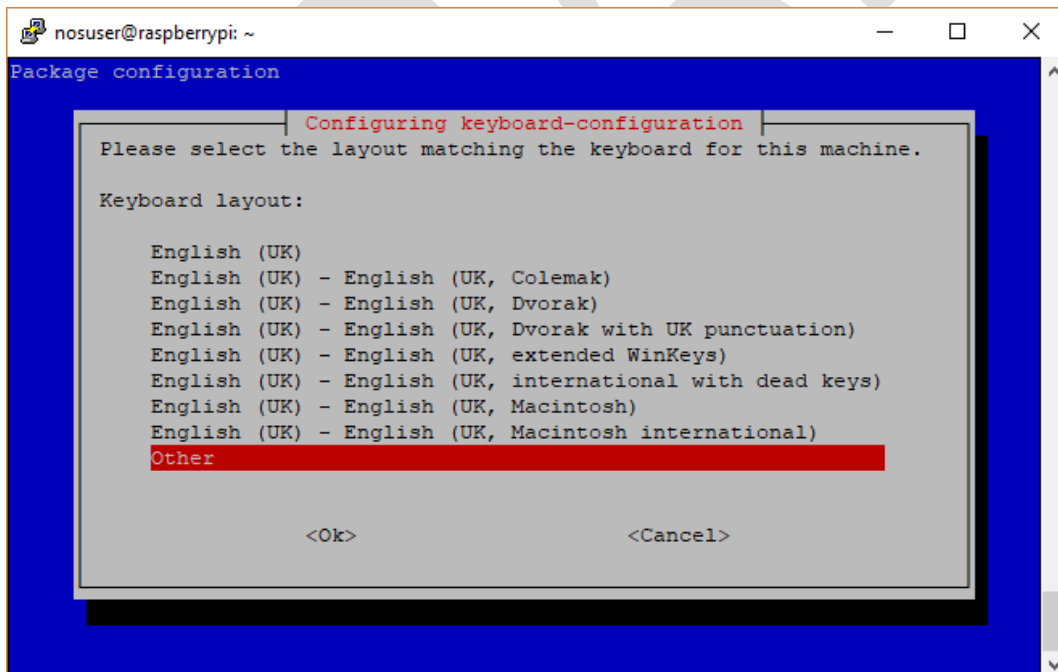 nosuser@raspberrypi: ~
Package configuration
Configuring keyboard-configuration
Please select the layout matching the keyboard for this machine.
Keyboard layout:
English (UK)
English (UK) - English (UK, Colemak)
English (UK) - English (UK, Dvorak)
English (UK) - English (UK, Dvorak with UK punctuation)
English (UK) - English (UK, extended WinKeys)
English (UK) - English (UK, international with dead keys)
English (UK) - English (UK, Macintosh)
English (UK) - English (UK, Macintosh international)
Other
<Ok> <Cancel>